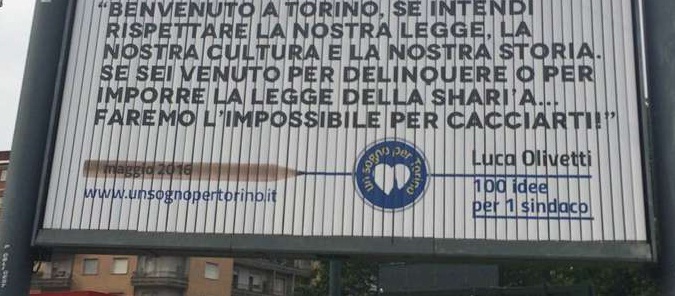 "BENVENUTO A TORINO, SE INTENDI
RISPETTARE LA NOSTRA LEGGE, LA
NOSTRA CULTURA E LA NOSTRA STORIA.
SE SEI VENUTO PER DELINQUERE O PER
IMPORRE LA LEGGE DELLA SHARI'A...
FAREMO L'IMPOSSIBILE PER CACCIARTI!"
maggio 2016
www.unsognopertorino.it
un sogno per Torino
Luca Olivetti
100 idee
per 1 sindaco